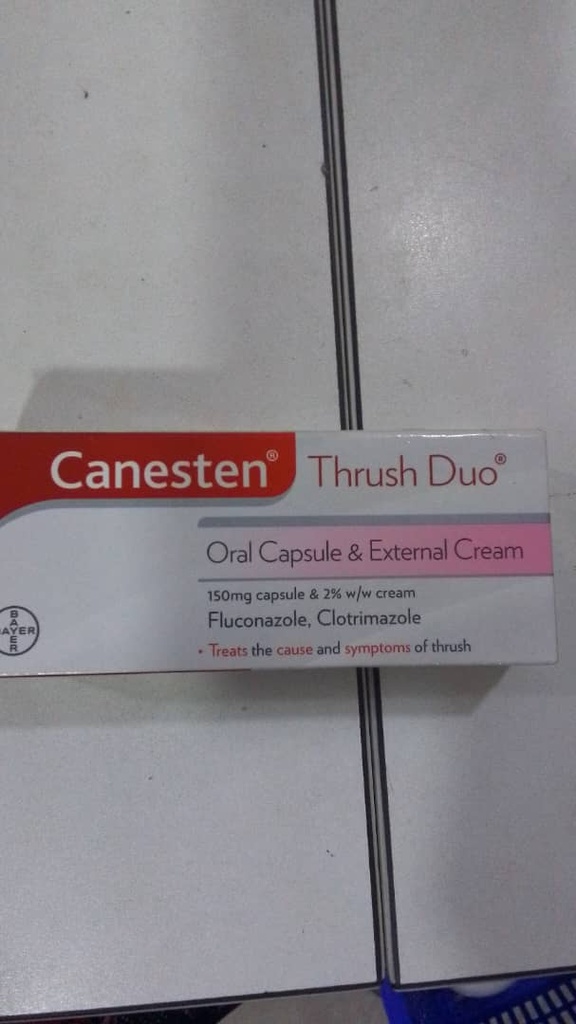 Canesten® Thrush Duo®
Oral Capsule & External Cream
150mg capsule & 2% w/w cream
Fluconazole, Clotrimazole
• Treats the cause and symptoms of thrush
BAYER